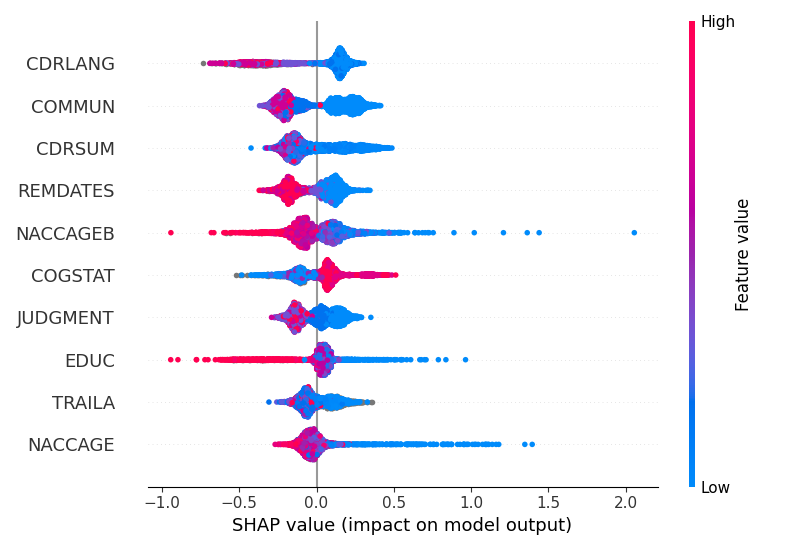 High
CDRLANG
COMMUN
CDRSUM
REMDATES
NACCAGEB
COGSTAT
JUDGMENT
EDUC
TRAILA
NACCAGE
Feature value
Low
−1.0 −0.5 0.0 0.5 1.0 1.5 2.0
SHAP value (impact on model output)